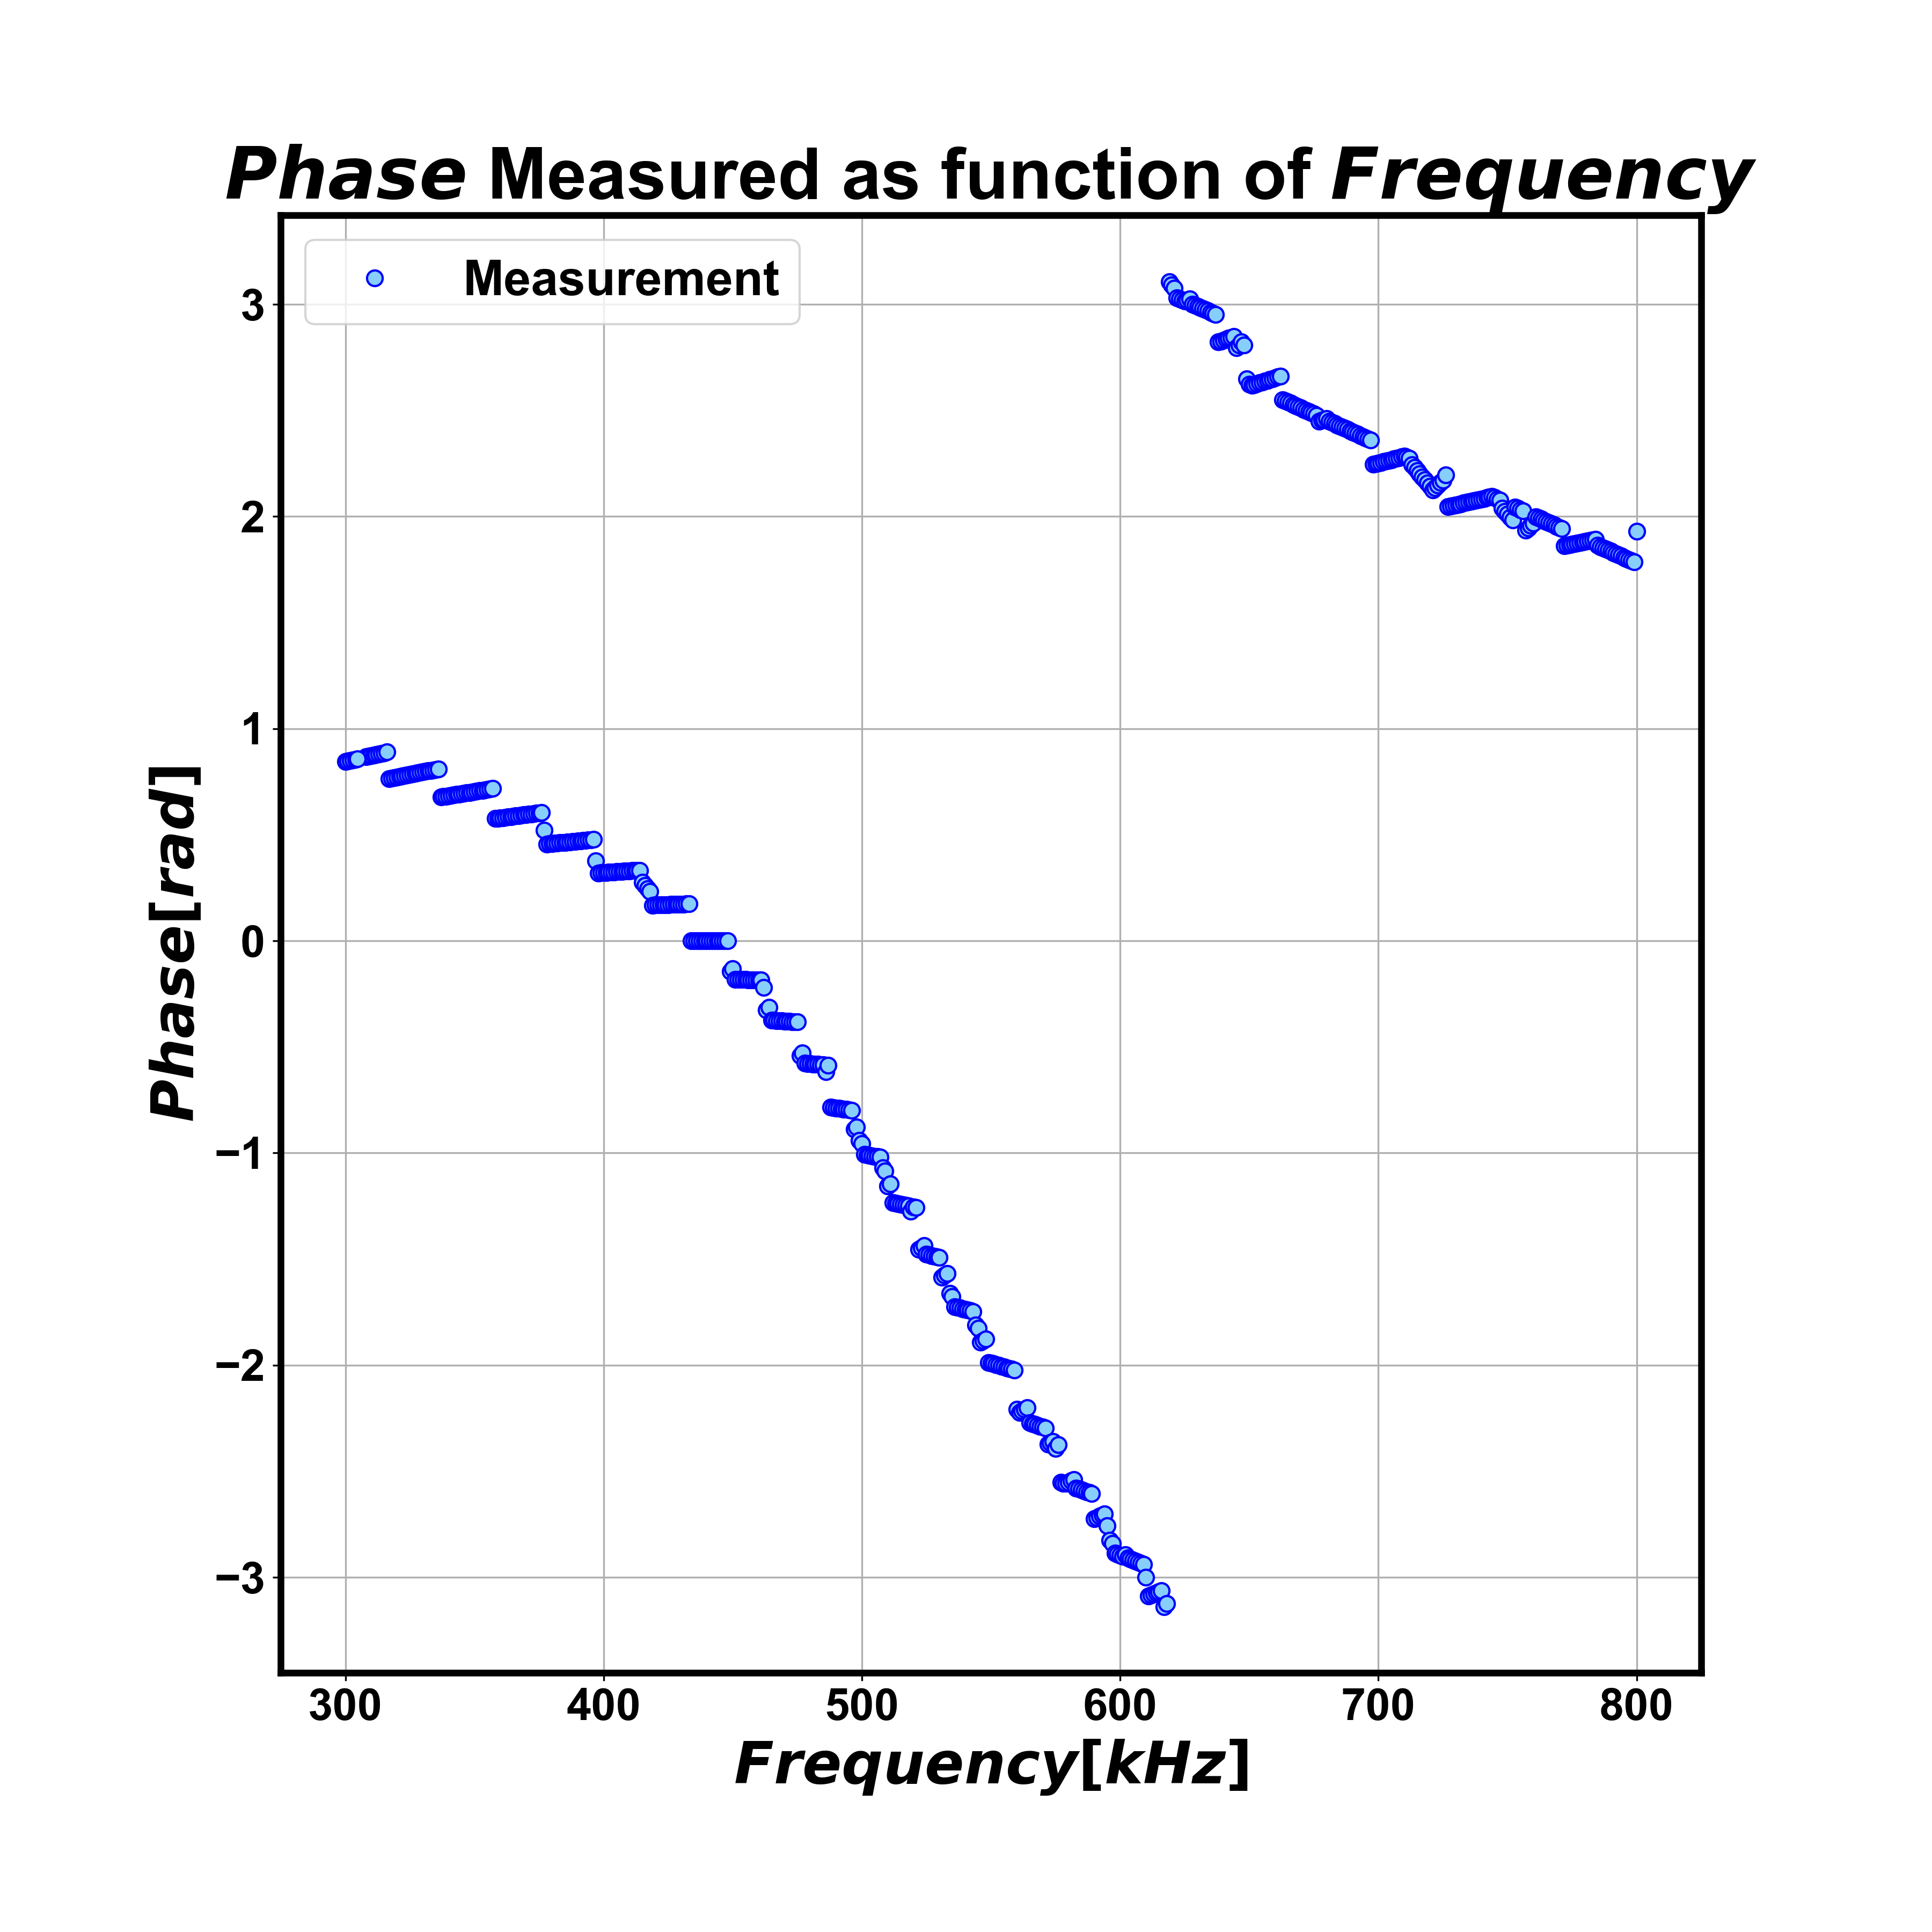 Phase Measured as function of Frequency
Measurement
3
2
1
0
−1
−2
−3
Phase[rad]
300 400 500 600 700 800
Frequency[kHz]